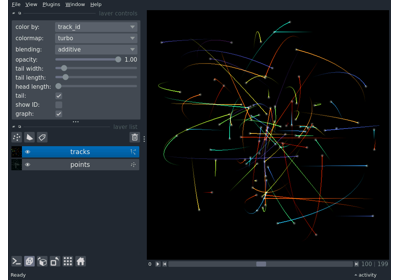 File View Plugins Window Help
layer controls
color by: track_id
colormap: turbo
blending: additive
opacity: 1.00
tail width:
tail length:
head length:
tail:
show ID:
graph:
layer list
tracks
points
0 100 199
Ready activity